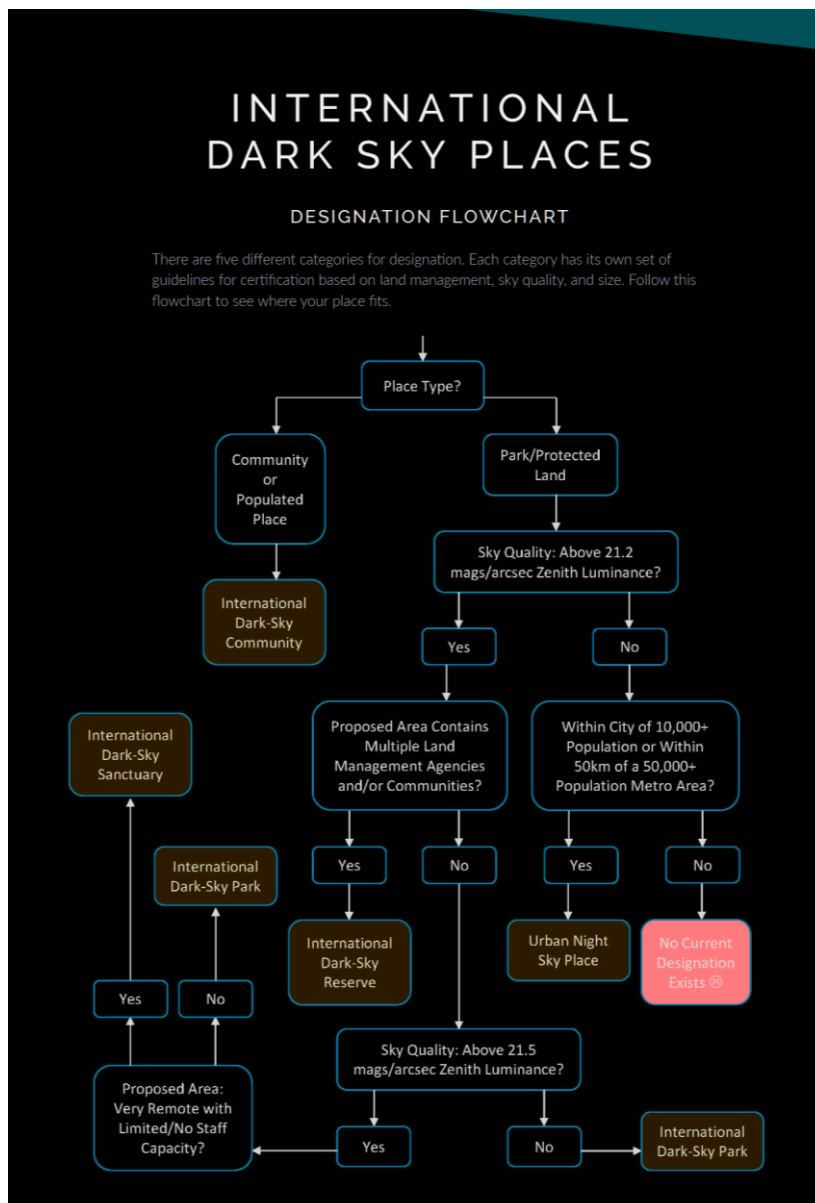 INTERNATIONAL
DARK SKY PLACES
DESIGNATION FLOWCHART
There are five different categories for designation. Each category has its own set of
guidelines for certification based on land management, sky quality, and size. Follow this
flowchart to see where your place fits.
Place Type?
Community
or
Populated
Place
Park/Protected
Land
Sky Quality: Above 21.2
mags/arcsec Zenith Luminance?
International
Dark-Sky
Community
Yes
No
International
Dark-Sky
Sanctuary
Proposed Area Contains
Multiple Land
Management Agencies
and/or Communities?
Within City of 10,000+
Population or Within
50km of a 50,000+
Population Metro Area?
International
Dark-Sky Park
Yes
No
Yes
No
International
Dark-Sky
Reserve
Urban Night
Sky Place
No Current
Designation
Exists ☹
Yes
No
Sky Quality: Above 21.5
mags/arcsec Zenith Luminance?
Proposed Area:
Very Remote with
Limited/No Staff
Capacity?
Yes
No
International
Dark-Sky Park